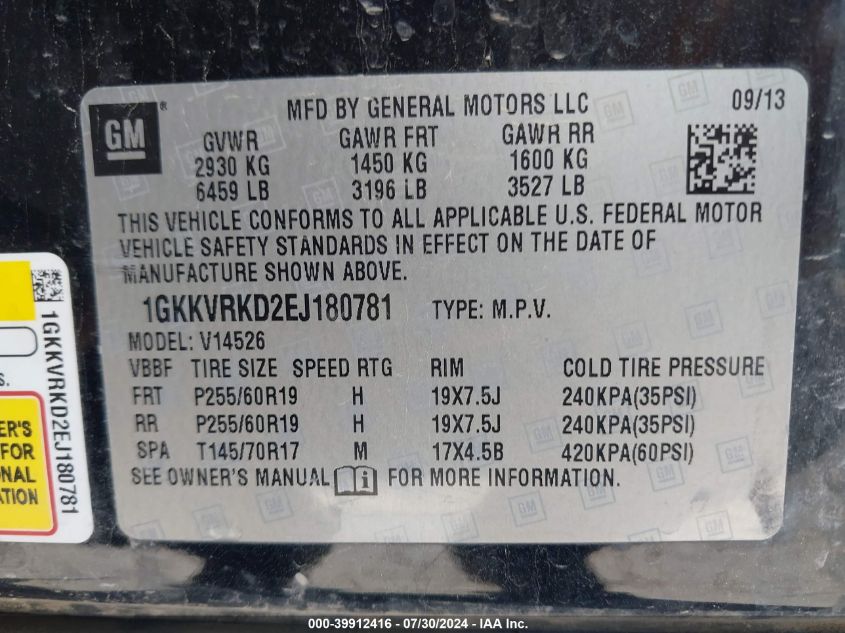 GM ®
MFD BY GENERAL MOTORS LLC
09/13
GVWR GAWR FRT GAWR RR
2930 KG 1450 KG 1600 KG
6459 LB 3196 LB 3527 LB
THIS VEHICLE CONFORMS TO ALL APPLICABLE U.S. FEDERAL MOTOR
VEHICLE SAFETY STANDARDS IN EFFECT ON THE DATE OF
MANUFACTURE SHOWN ABOVE.
1GKKVRKD2EJ180781 TYPE: M.P.V.
MODEL: V14526
VBBF TIRE SIZE SPEED RTG RIM COLD TIRE PRESSURE
FRT P255/60R19 H 19X7.5J 240KPA(35PSI)
RR P255/60R19 H 19X7.5J 240KPA(35PSI)
SPA T145/70R17 M 17X4.5B 420KPA(60PSI)
SEE OWNER'S MANUAL i FOR MORE INFORMATION.
1GKKVRKD2EJ180781
S.
ER'S
FOR
ONAL
ATION
000-39912416 - 07/30/2024 - IAA Inc.